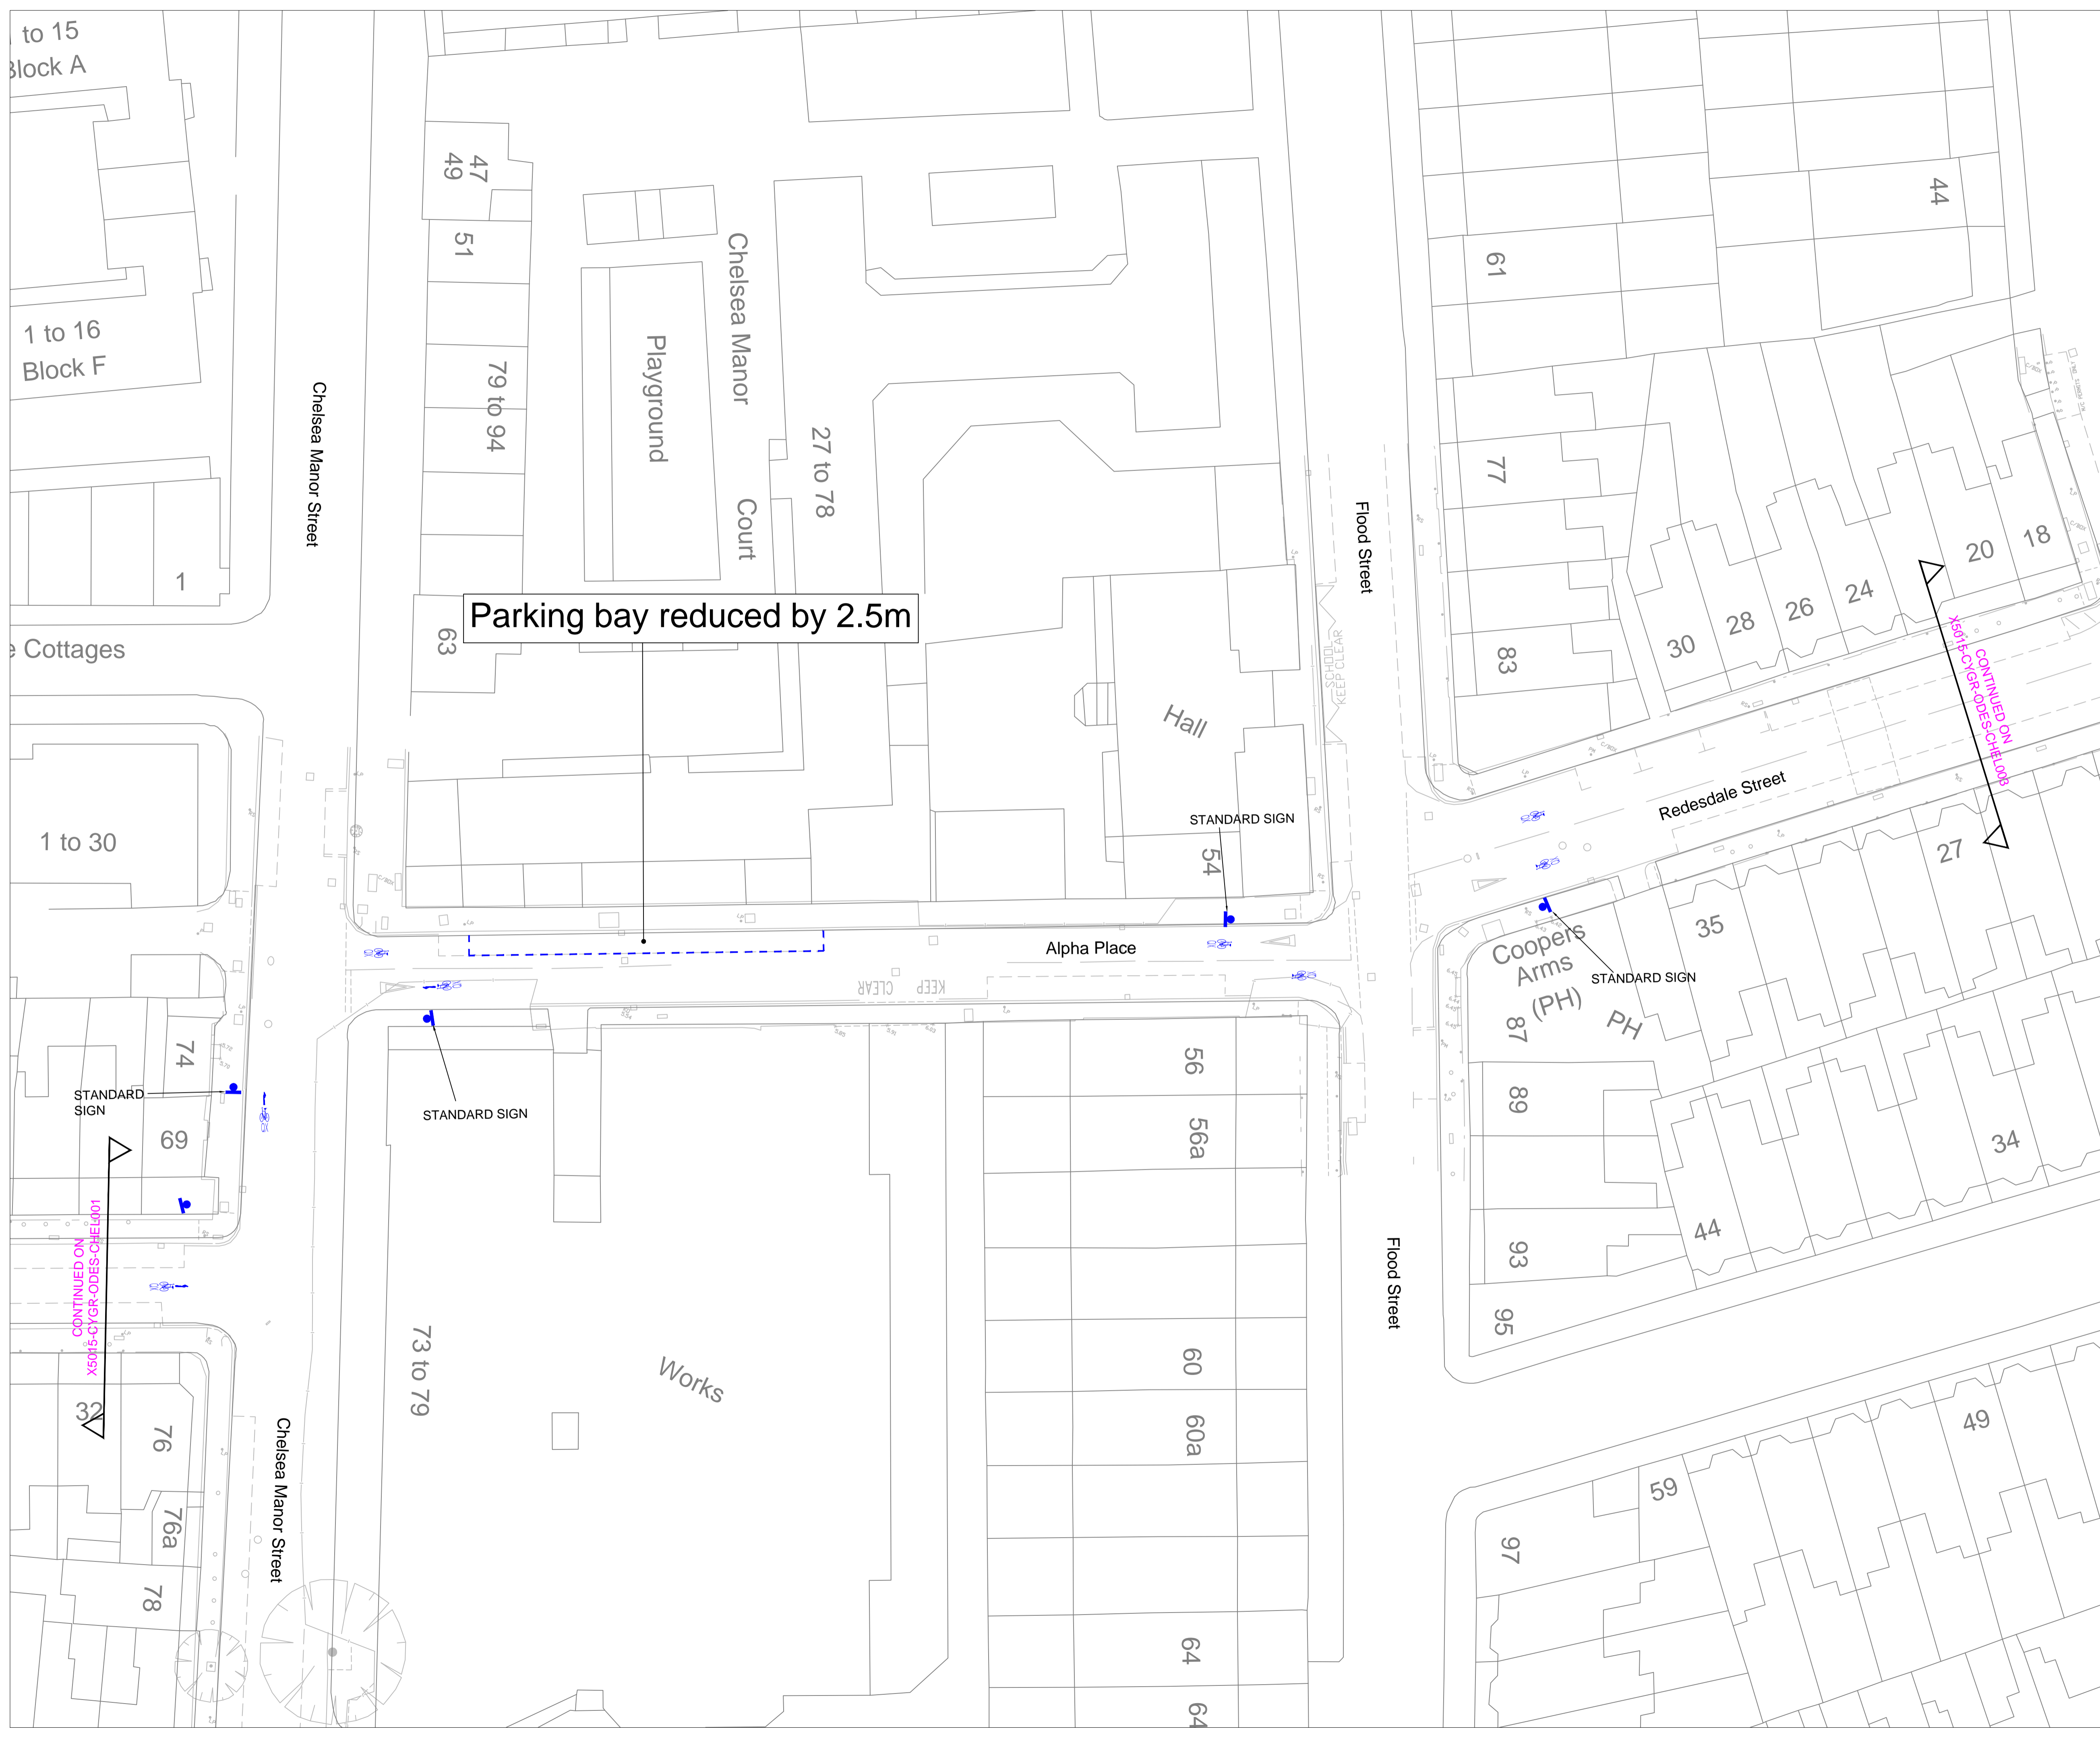 to 15
Block A
1 to 16
Block F
1
Cottages
1 to 30
Chelsea Manor Street
47
49
51
79 to 94
63
Playground
Chelsea Manor
Court
27 to 78
Parking bay reduced by 2.5m
Hall
54
STANDARD SIGN
Flood Street
SCHOOL
KEEP CLEAR
61
44
77
83
30
28
26
24
20
18
C/BOX
CONTINUED ON
X5015-CYGR-ODES-CHEL003
Redesdale Street
27
35
Coopers
Arms
(PH)
PH
STANDARD SIGN
87
89
93
95
44
34
Alpha Place
KEEP
CLEAR
STANDARD SIGN
74
STANDARD
SIGN
69
CONTINUED ON
X5015-CYGR-ODES-CHEL001
32
76
76a
78
Chelsea Manor Street
73 to 79
Works
56
56a
60
60a
64
64
Flood Street
97
59
49